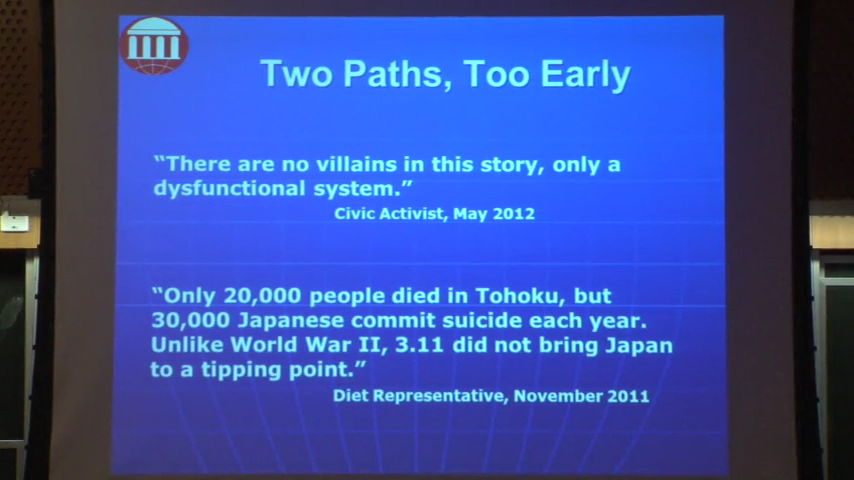 Two Paths, Too Early
“There are no villains in this story, only a
dysfunctional system.”
Civic Activist, May 2012
“Only 20,000 people died in Tohoku, but
30,000 Japanese commit suicide each year.
Unlike World War II, 3.11 did not bring Japan
to a tipping point.”
Diet Representative, November 2011